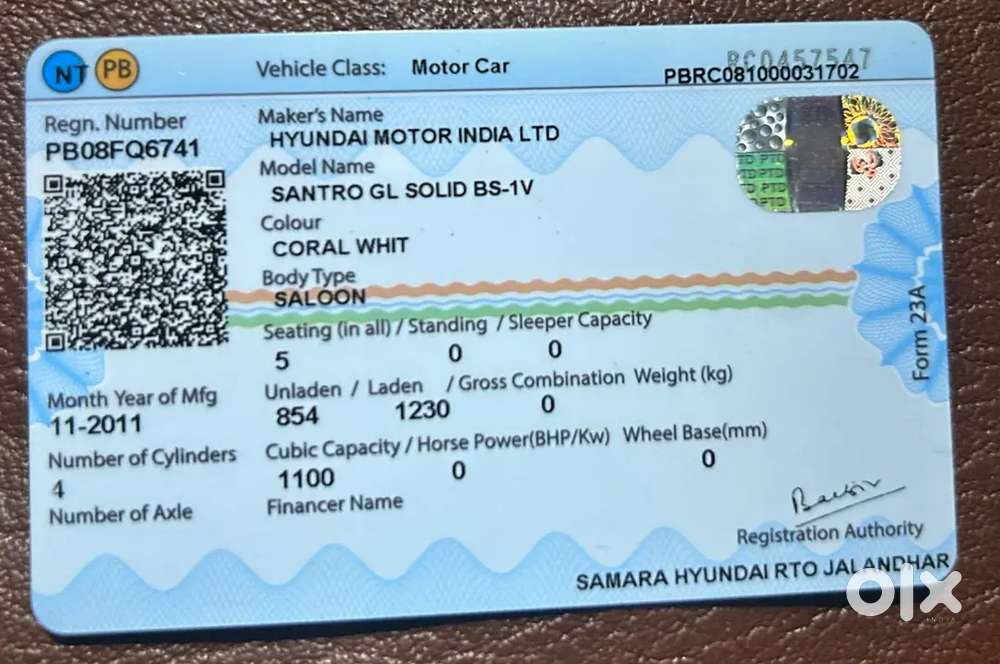 NT PB
Vehicle Class: Motor Car
RC0457547
PBRC081000031702
Regn. Number
PB08FQ6741
Maker's Name
HYUNDAI MOTOR INDIA LTD
Model Name
SANTRO GL SOLID BS-1V
Colour
CORAL WHIT
Body Type
SALOON
Seating (in all) / Standing / Sleeper Capacity
5 0 0
Month Year of Mfg
11-2011
Unladen / Laden / Gross Combination Weight (kg)
854 1230 0
Number of Cylinders
4
Cubic Capacity / Horse Power(BHP/Kw) Wheel Base(mm)
1100 0 0
Number of Axle
Financer Name
Form 23A
Registration Authority
SAMARA HYUNDAI RTO JALANDHAR
olx
INDIA